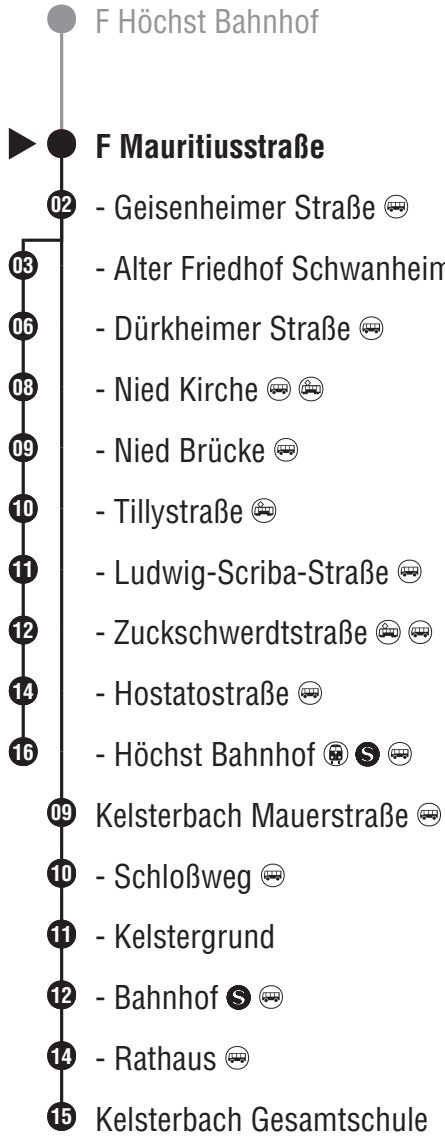 F Höchst Bahnhof
F Mauritiusstraße
02 - Geisenheimer Straße
03 - Alter Friedhof Schwanheim
06 - Dürkheimer Straße
08 - Nied Kirche
09 - Nied Brücke
10 - Tillystraße
11 - Ludwig-Scriba-Straße
12 - Zuckschwerdtstraße
14 - Hostatostraße
16 - Höchst Bahnhof S
09 Kelsterbach Mauerstraße
10 - Schloßweg
11 - Kelstergrund
12 - Bahnhof S
14 - Rathaus
15 Kelsterbach Gesamtschule